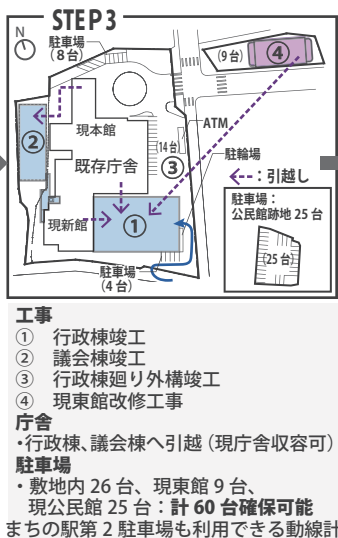 STEP3
N
駐車場
（8台）
（9台）
④
②
現本館
ATM
（14台）
③
駐輪場
既存庁舎
：引越し
現新館
①
駐車場：
公民館跡地 25 台
（25 台）
駐車場
（4 台）
工事
① 行政棟竣工
② 議会棟竣工
③ 行政棟廻り外構竣工
④ 現東館改修工事
庁舎
・行政棟、議会棟へ引越（現庁舎収容可）
駐車場
・敷地内 26 台、現東館 9 台、
現公民館 25 台：計 60 台確保可能
まちの駅第 2 駐車場も利用できる動線計